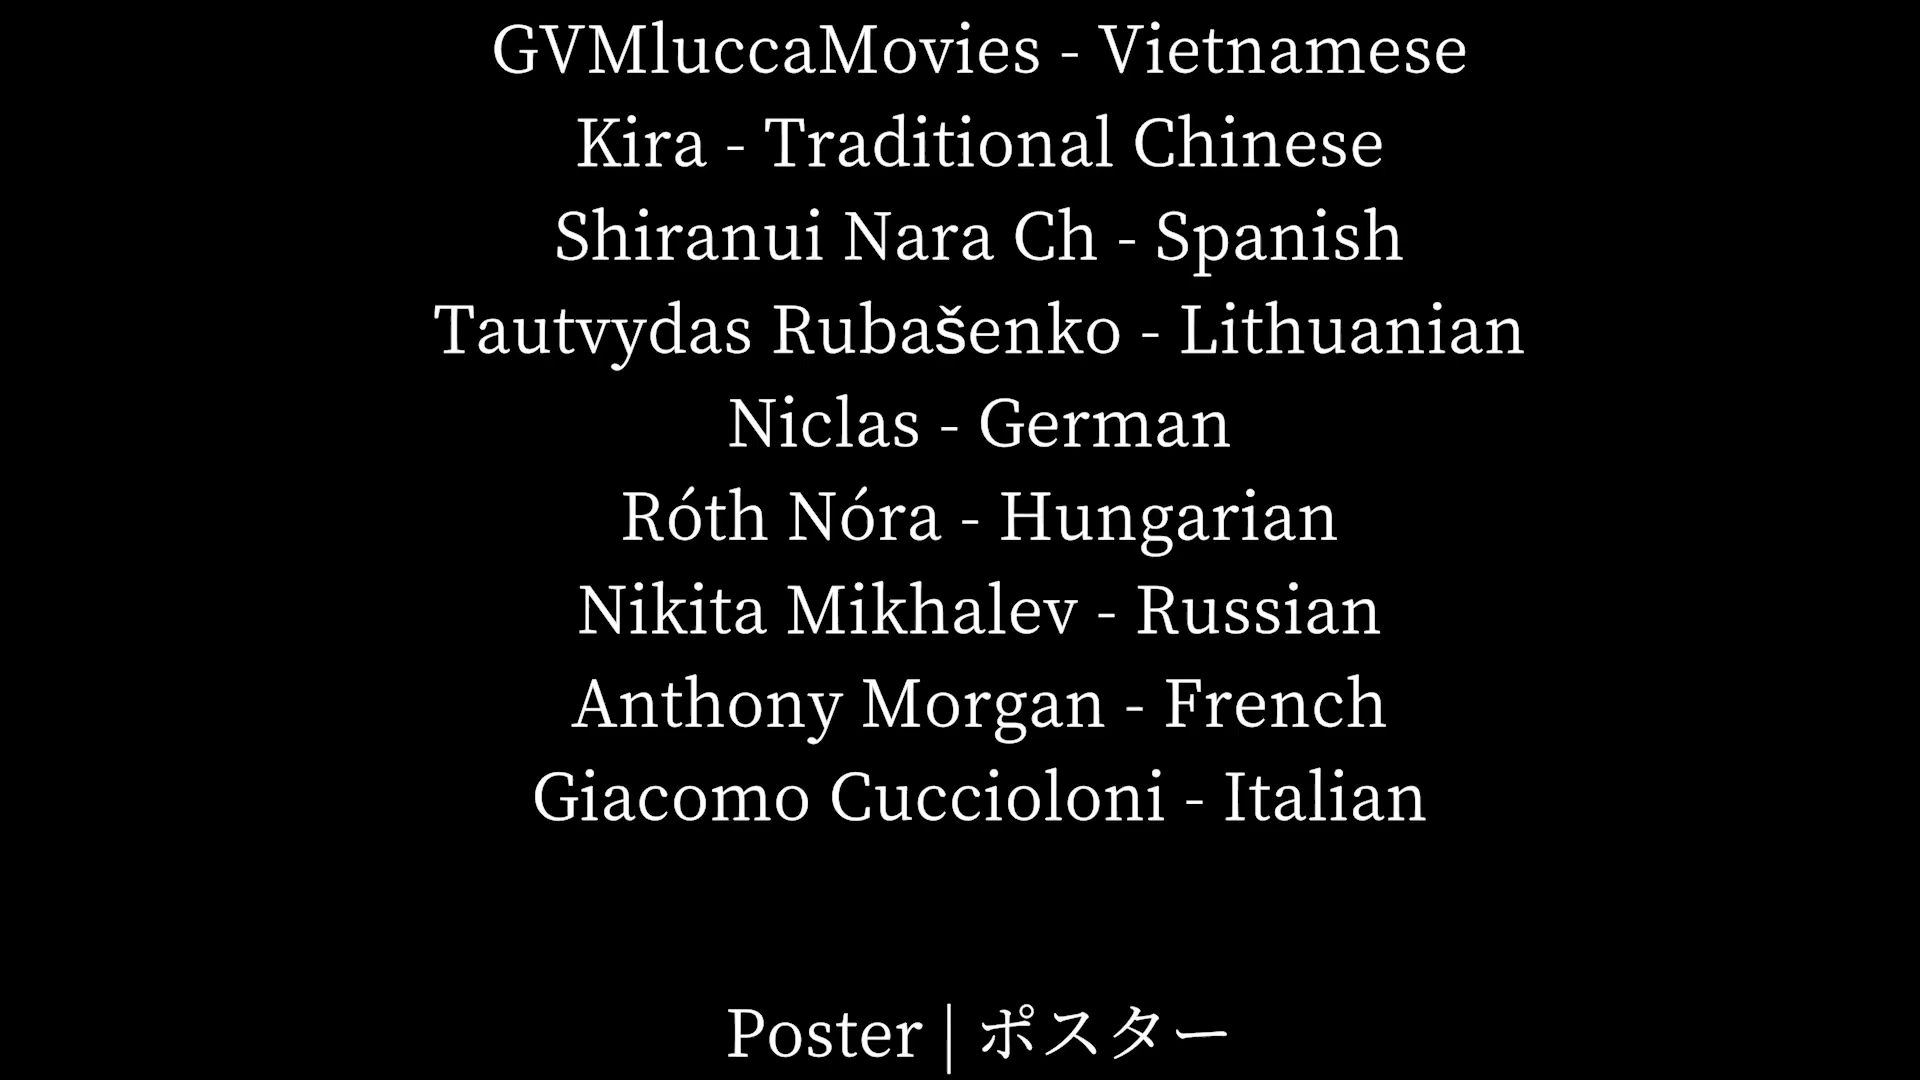 GVMluccaMovies - Vietnamese
Kira - Traditional Chinese
Shiranui Nara Ch - Spanish
Tautvydas Rubašenko - Lithuanian
Niclas - German
Róth Nóra - Hungarian
Nikita Mikhalev - Russian
Anthony Morgan - French
Giacomo Cuccioloni - Italian
Poster | ポスター